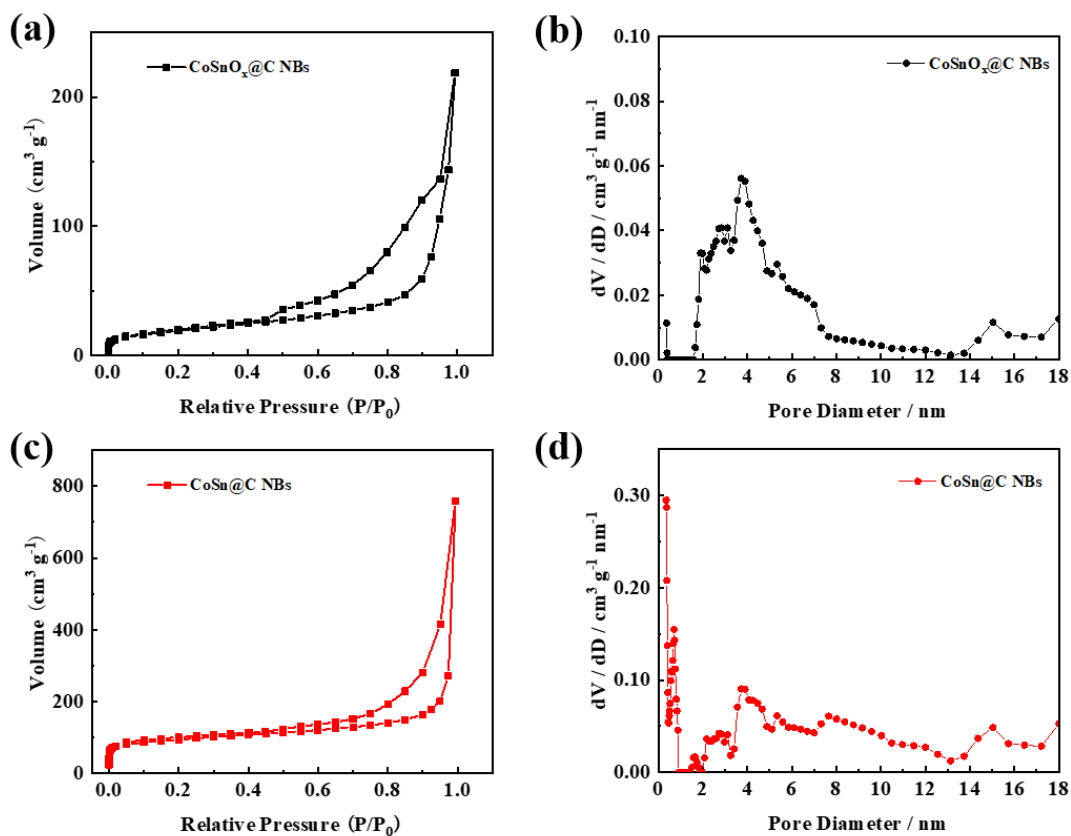 (a)
CoSnOₓ@C NBs
Volume (cm³ g⁻¹)
200
100
0
0.0 0.2 0.4 0.6 0.8 1.0
Relative Pressure (P/P₀)
(b)
CoSnOₓ@C NBs
dV / dD / cm³ g⁻¹ nm⁻¹
0.10
0.08
0.06
0.04
0.02
0.00
0 2 4 6 8 10 12 14 16 18
Pore Diameter / nm
(c)
CoSn@C NBs
Volume (cm³ g⁻¹)
800
600
400
200
0
0.0 0.2 0.4 0.6 0.8 1.0
Relative Pressure (P/P₀)
(d)
CoSn@C NBs
dV / dD / cm³ g⁻¹ nm⁻¹
0.30
0.20
0.10
0.00
0 2 4 6 8 10 12 14 16 18
Pore Diameter / nm